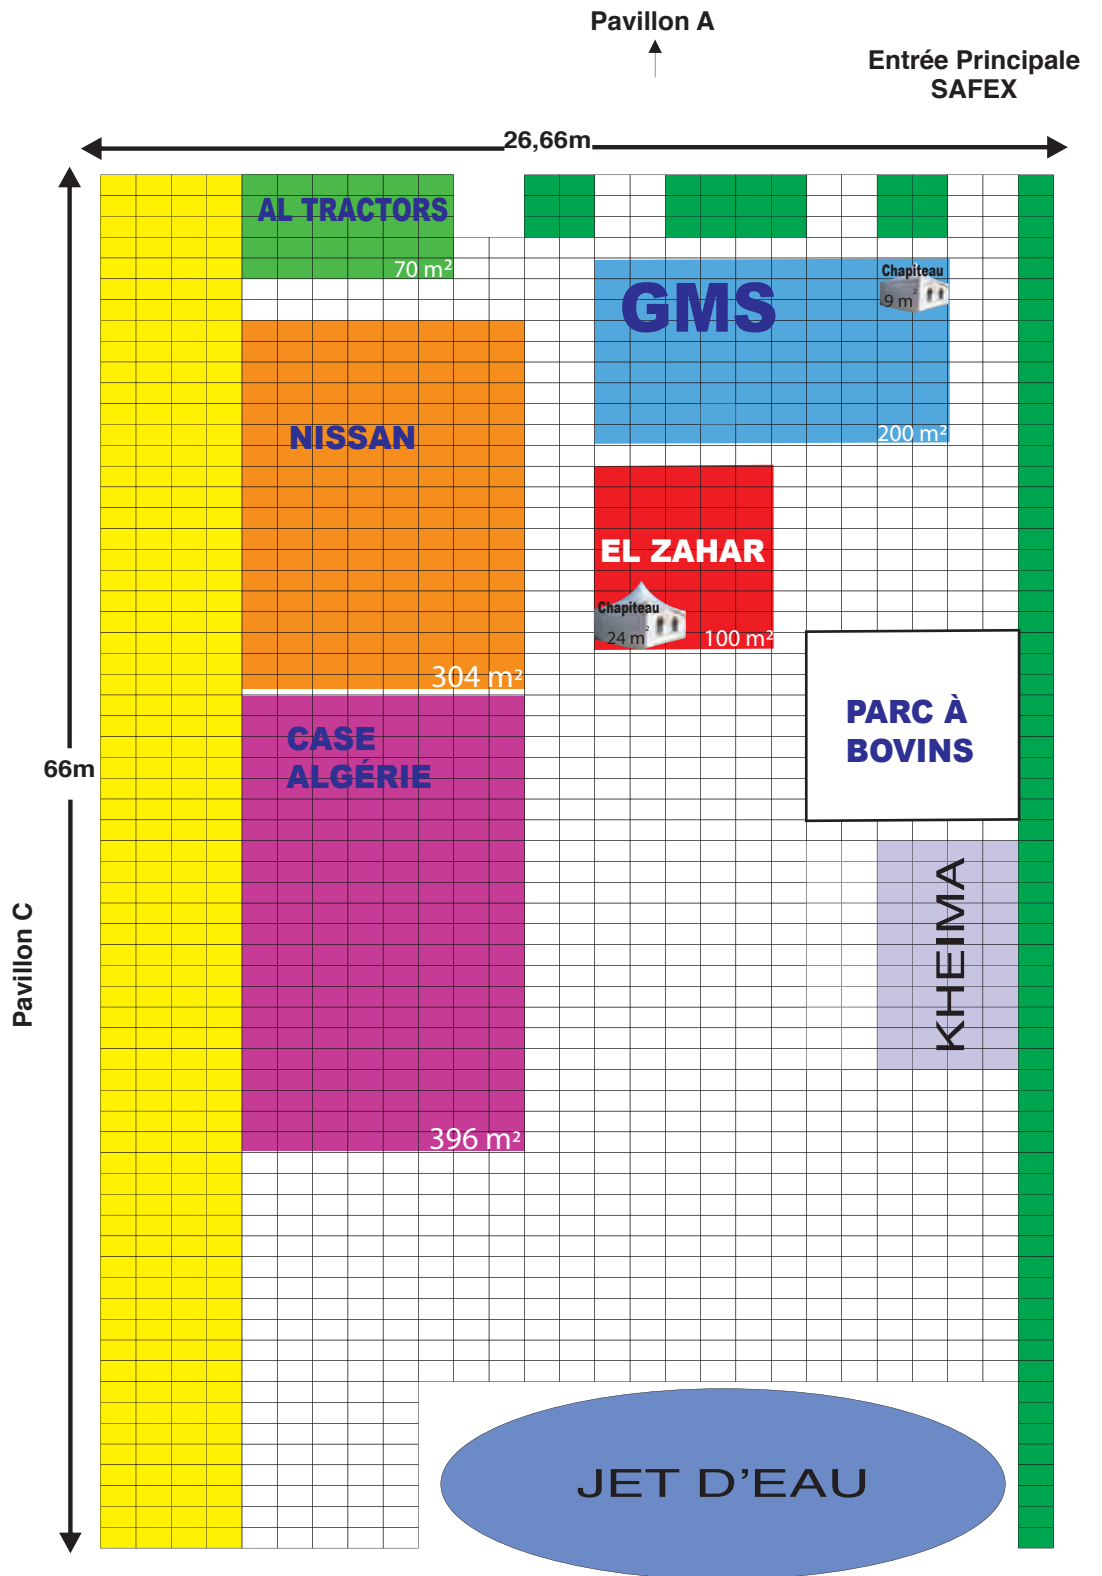 Pavillon A
Entrée Principale
SAFEX
26,66m
AL TRACTORS
70 m²
Chapiteau
9 m²
GMS
200 m²
NISSAN
304 m²
EL ZAHAR
Chapiteau
24 m²
100 m²
PARC À
BOVINS
CASE
ALGÉRIE
66m
KHEIMA
Pavillon C
396 m²
JET D’EAU